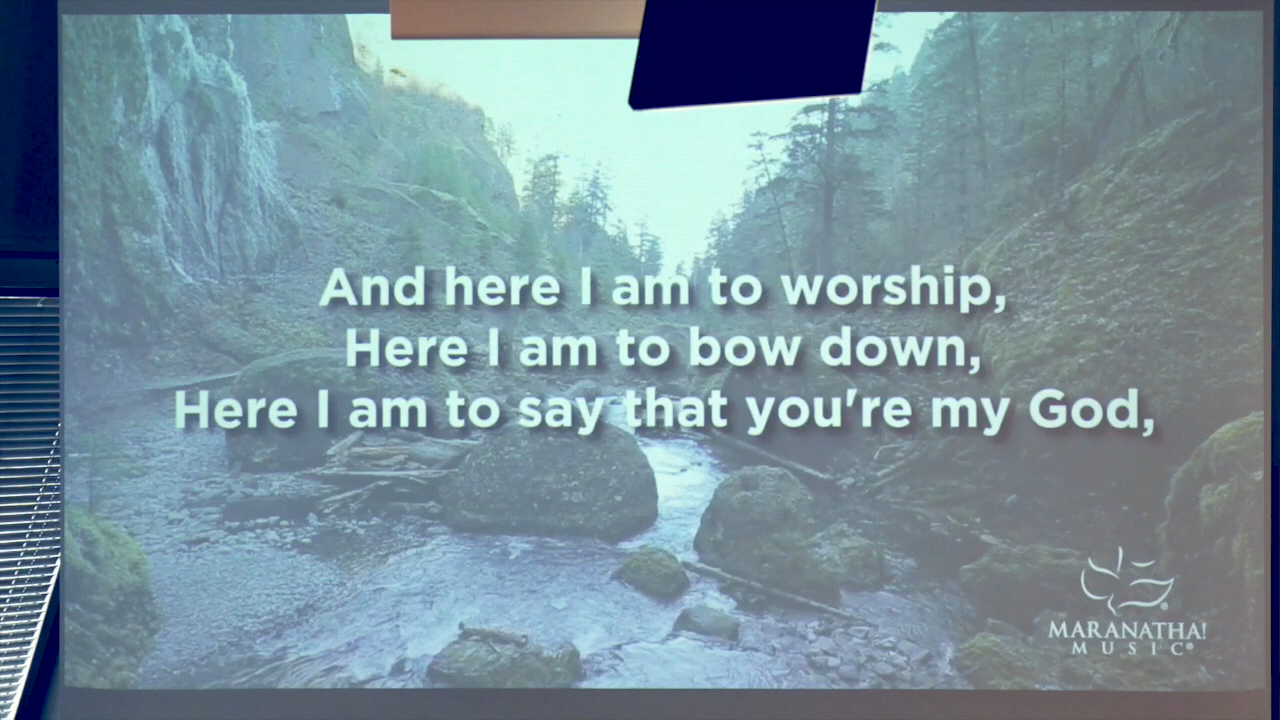 And here I am to worship,
Here I am to bow down,
Here I am to say that you're my God,
MARANATHA!
MUSIC®